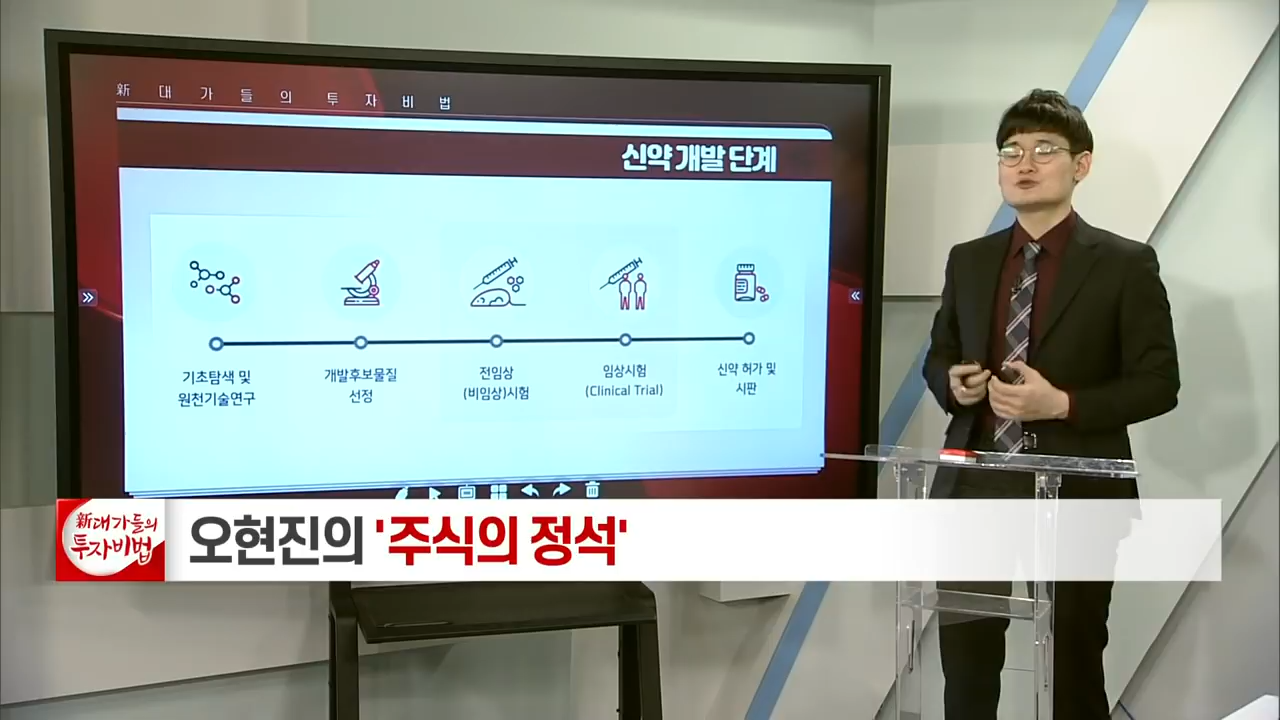 新 대 가 들 의 투 자 비 법
신약 개발 단계
기초탐색 및
원천기술연구
개발후보물질
선정
전임상
(비임상)시험
임상시험
(Clinical Trial)
신약 허가 및
시판
新대가들의
투자비법
오현진의 '주식의 정석'